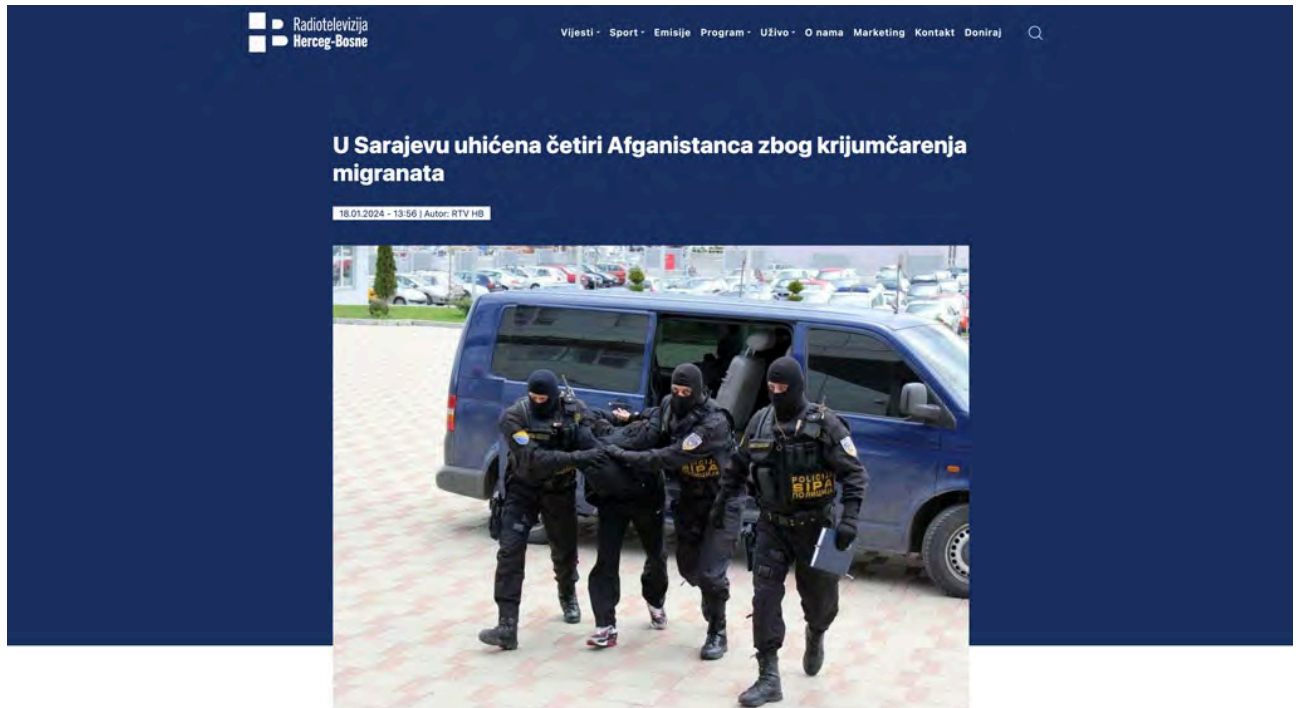 Radiotelevizija
Herceg-Bosne
Vijesti Sport Emisije Program Uživo O nama Marketing Kontakt Doniraj
U Sarajevu uhićena četiri Afganistanca zbog krijumčarenja
migranata
18.01.2024 - 13:56 | Autor: RTV HB
POLICIJA
SIPA
ПОЛИЦИЈА
SIPA